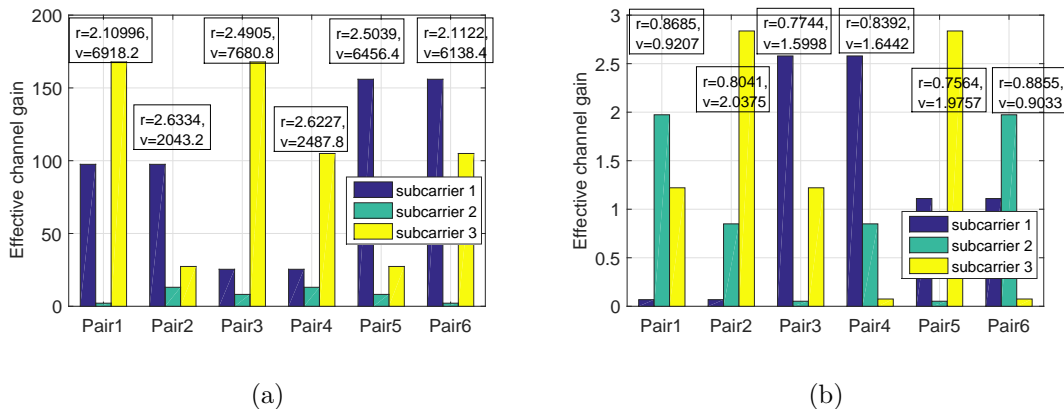 200
150
100
50
0
Effective channel gain
r=2.10996,
v=6918.2
r=2.6334,
v=2043.2
r=2.4905,
v=7680.8
r=2.6227,
v=2487.8
r=2.5039,
v=6456.4
r=2.1122,
v=6138.4
subcarrier 1
subcarrier 2
subcarrier 3
Pair1 Pair2 Pair3 Pair4 Pair5 Pair6
(a)
3
2.5
2
1.5
1
0.5
0
Effective channel gain
r=0.8685,
v=0.9207
r=0.8041,
v=2.0375
r=0.7744,
v=1.5998
r=0.8392,
v=1.6442
r=0.7564,
v=1.9757
r=0.8855,
v=0.9033
subcarrier 1
subcarrier 2
subcarrier 3
Pair1 Pair2 Pair3 Pair4 Pair5 Pair6
(b)